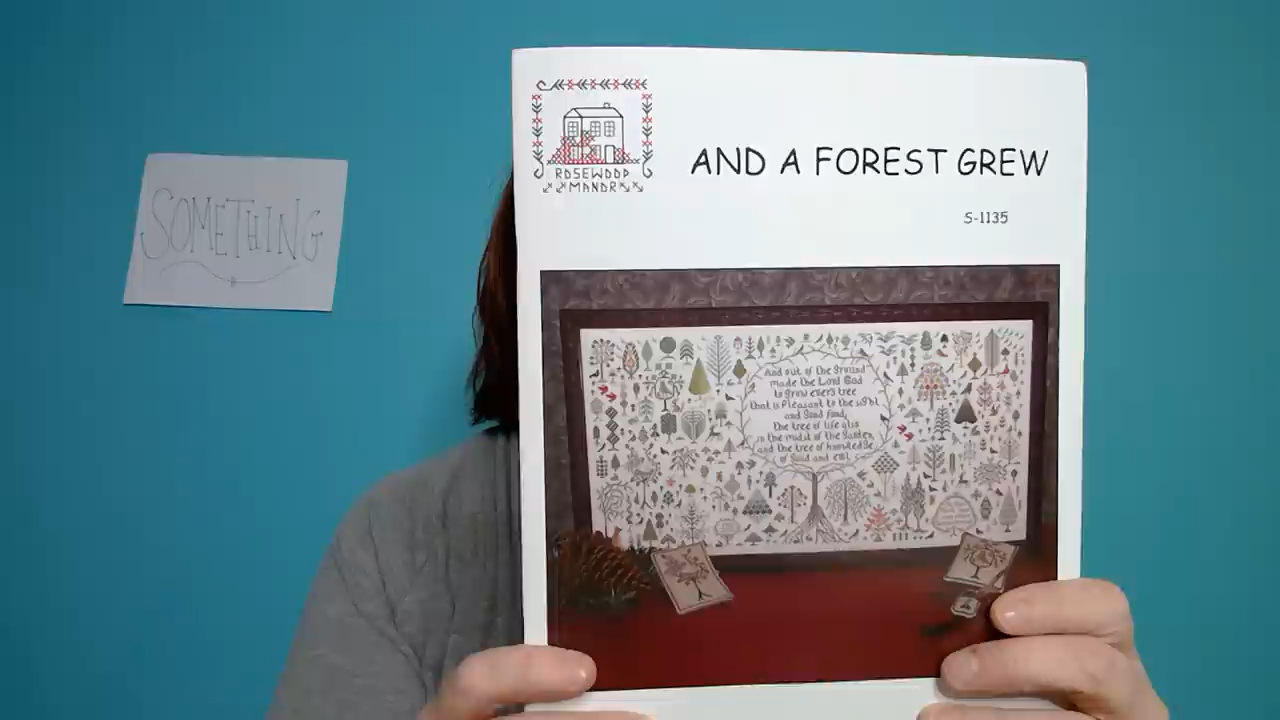 SOMETHING
ROSEWOOD
MANOR
AND A FOREST GREW
S-1135
And out of the Ground
made the Lord God
to grow every tree
that is Pleasant to the sight
and Good food,
the tree of life also
in the midst of the Garden,
and the tree of knowledge
of Good and evil